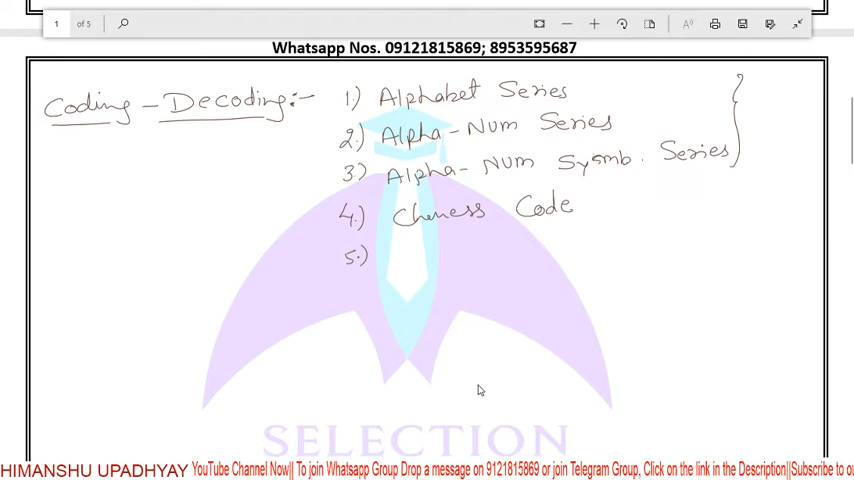 1 of 5
Whatsapp Nos. 09121815869; 8953595687
Coding - Decoding:- 1.) Alphabet Series
2.) Alpha-Num Series
3.) Alpha-Num Symb. Series
4.) Chiness Code
5.)
SELECTION
HIMANSHU UPADHYAY YouTube Channel Now|| To join Whatsapp Group Drop a message on 9121815869 or join Telegram Group, Click on the link in the Description||Subscribe to ou